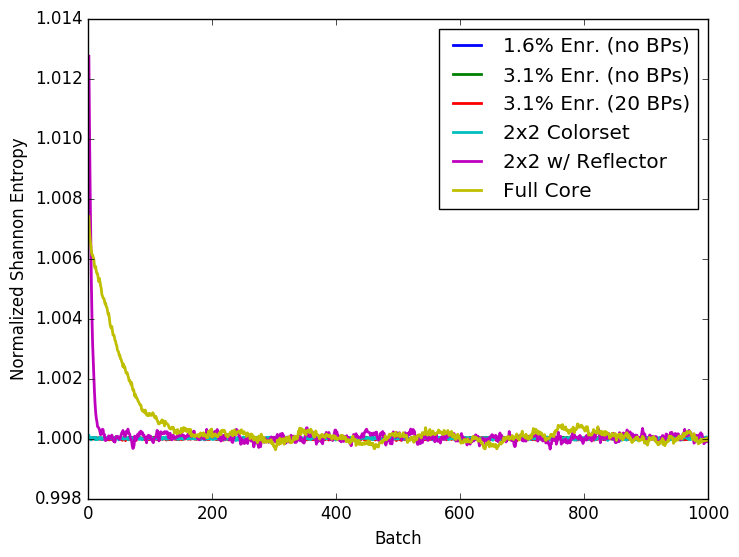 1.014
1.012
1.010
1.008
1.006
1.004
1.002
1.000
0.998
Normalized Shannon Entropy
1.6% Enr. (no BPs)
3.1% Enr. (no BPs)
3.1% Enr. (20 BPs)
2x2 Colorset
2x2 w/ Reflector
Full Core
0 200 400 600 800 1000
Batch